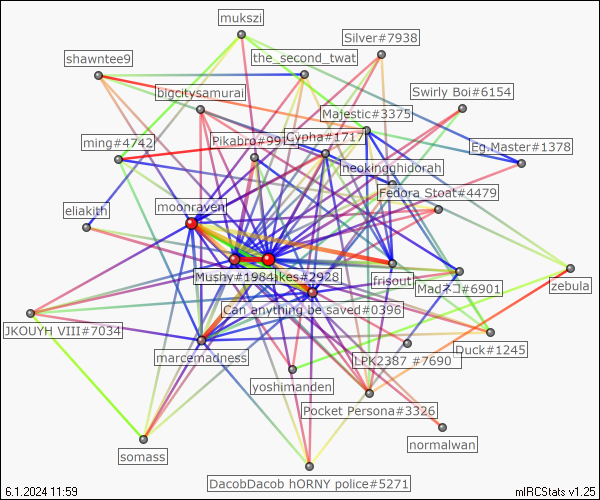 mukszi
Silver#7938
shawntee9
the_second_twat
bigcitysamurai
Swirly Boi#6154
Majestic#3375
ming#4742
Pikabro#991
Cypha#1717
Eg.Master#1378
heokingghidorah
Fedora Stoat#4479
eliakith
moonraven
Mushy#1984
akes#2928
frisout
Madネコ#6901
zebula
Can anything be saved#0396
JKOUYH VIII#7034
marcemadness
LPK2387 #7690
Duck#1245
yoshimanden
Pocket Persona#3326
normalwan
somass
DacobDacob hORNY police#5271
6.1.2024 11:59
mIRCStats v1.25